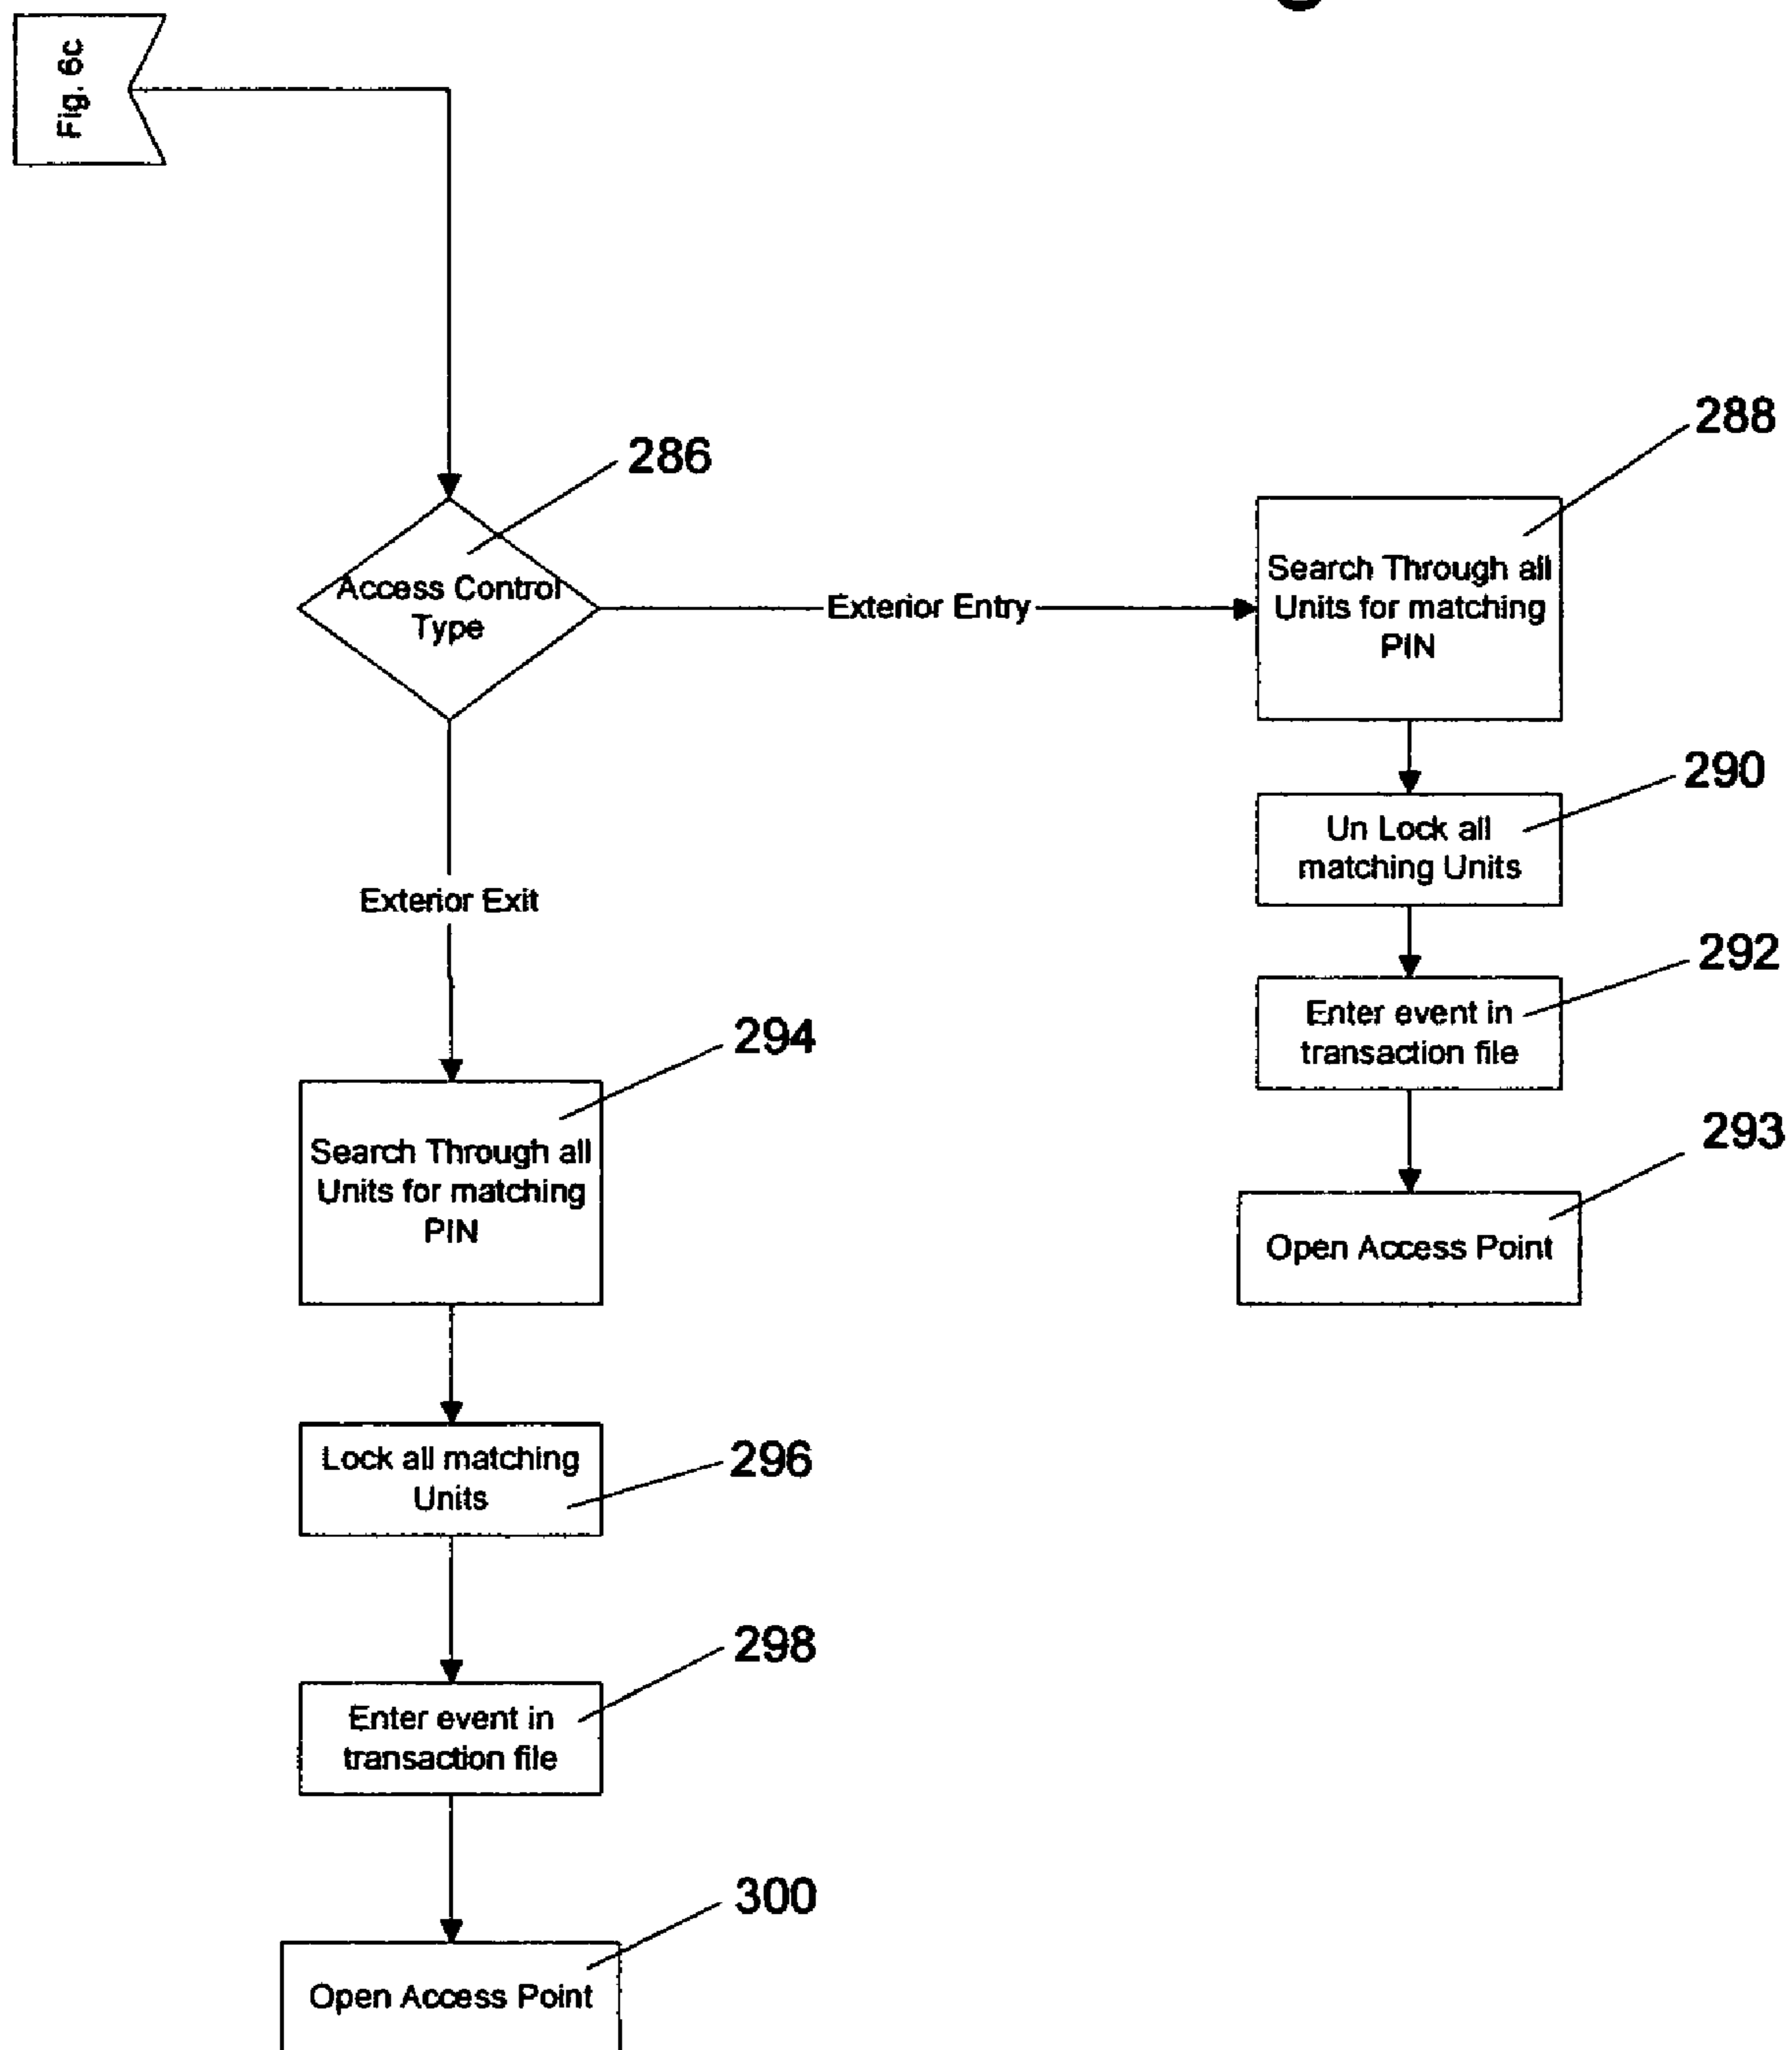 Fig. 6c
286
Access Control
Type
Exterior Entry
288
Search Through all
Units for matching
PIN
290
Un Lock all
matching Units
292
Enter event in
transaction file
293
Open Access Point
Exterior Exit
294
Search Through all
Units for matching
PIN
296
Lock all matching
Units
298
Enter event in
transaction file
300
Open Access Point